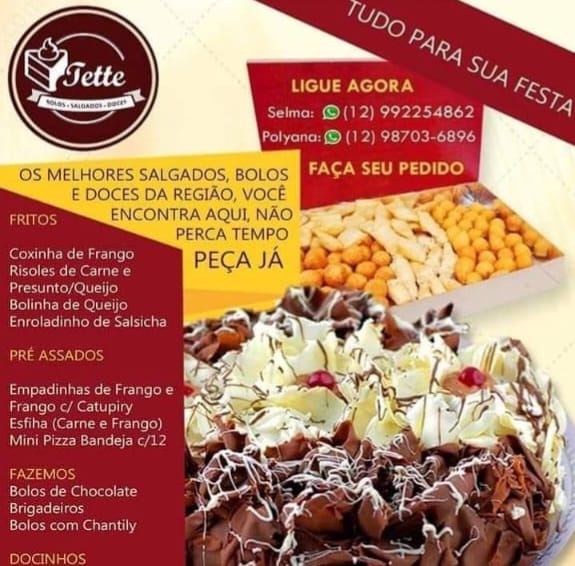 Tette
BOLOS • SALGADOS • DOCES
TUDO PARA SUA FESTA
LIGUE AGORA
Selma: (12) 992254862
Polyana: (12) 98703-6896
FAÇA SEU PEDIDO
OS MELHORES SALGADOS, BOLOS
E DOCES DA REGIÃO, VOCÊ
ENCONTRA AQUI, NÃO
PERCA TEMPO
PEÇA JÁ
FRITOS
Coxinha de Frango
Risoles de Carne e
Presunto/Queijo
Bolinha de Queijo
Enroladinho de Salsicha
PRÉ ASSADOS
Empadinhas de Frango e
Frango c/ Catupiry
Esfiha (Carne e Frango)
Mini Pizza Bandeja c/12
FAZEMOS
Bolos de Chocolate
Brigadeiros
Bolos com Chantily
DOCINHOS